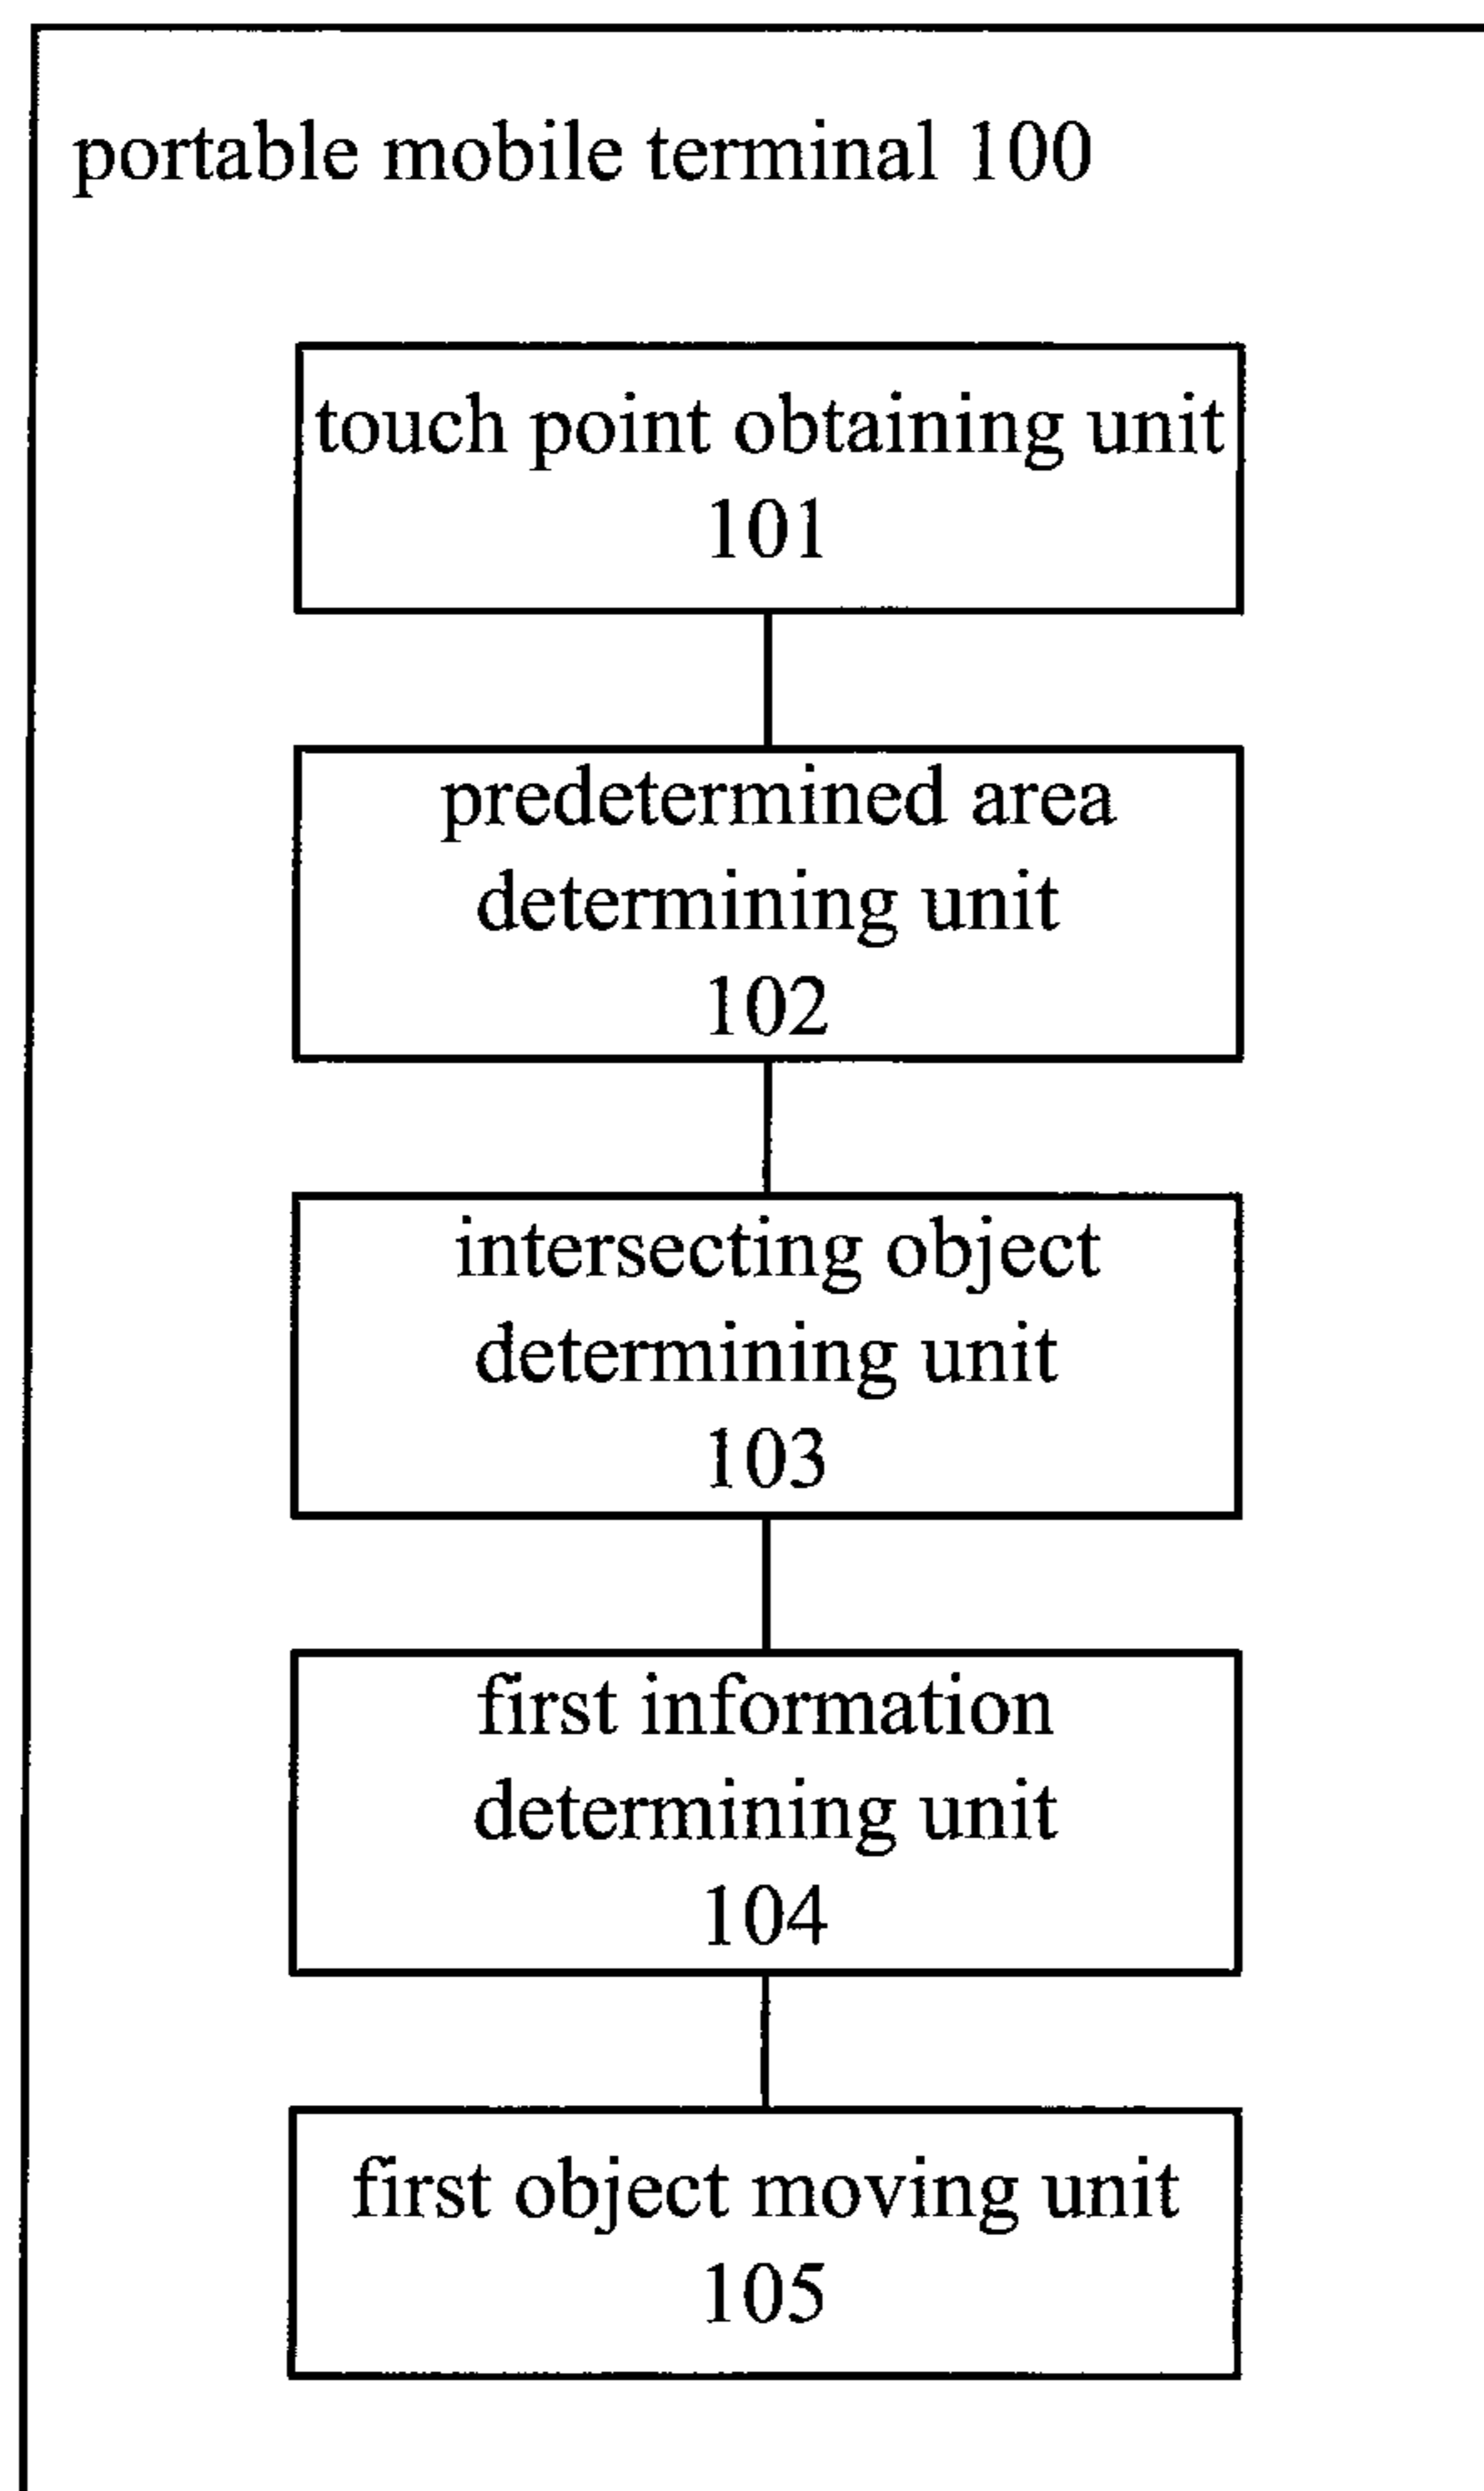 portable mobile terminal 100
touch point obtaining unit
101
predetermined area
determining unit
102
intersecting object
determining unit
103
first information
determining unit
104
first object moving unit
105